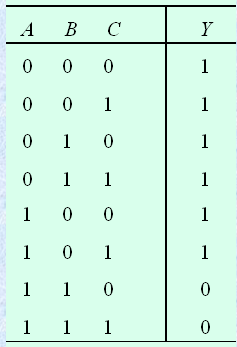 A B C Y
0 0 0 1
0 0 1 1
0 1 0 1
0 1 1 1
1 0 0 1
1 0 1 1
1 1 0 0
1 1 1 0